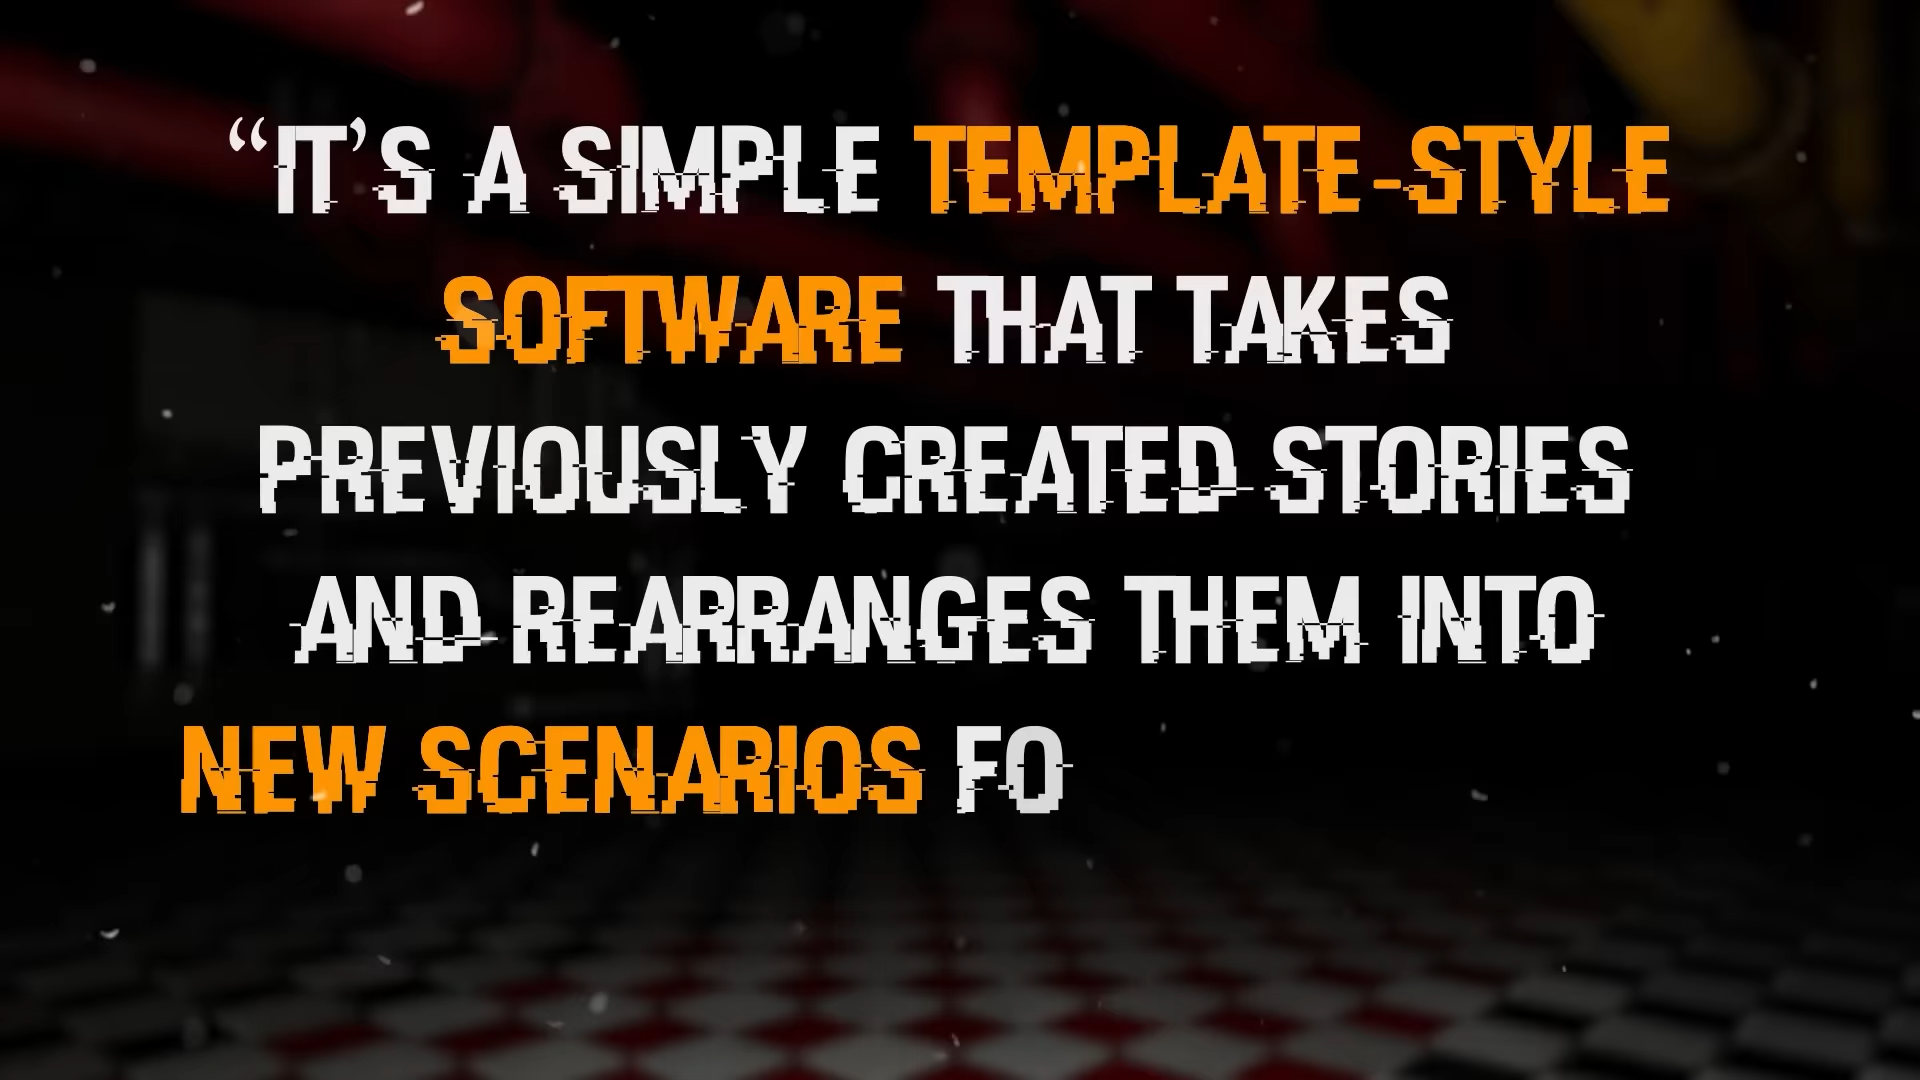 “IT’S A SIMPLE TEMPLATE-STYLE
SOFTWARE THAT TAKES
PREVIOUSLY CREATED STORIES
AND REARRANGES THEM INTO
NEW SCENARIOS FO